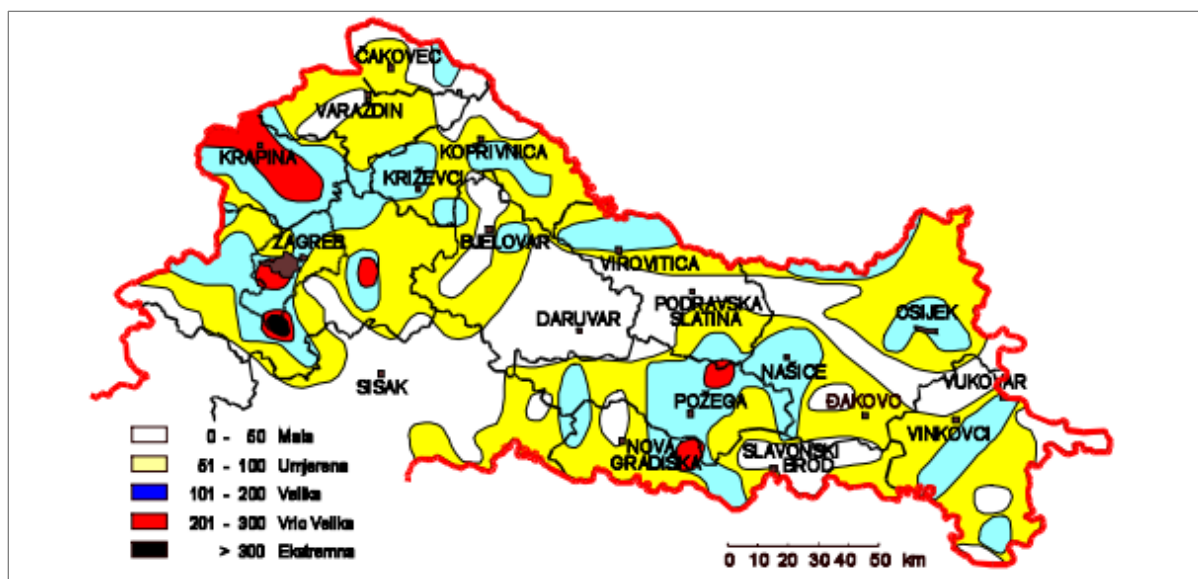 ČAKOVEC
VARAŽDIN
KRAPINA
KOPRIVNICA
KRIŽEVCI
ZAGREB
BJELOVAR
VIROVITICA
PODRAVSKA
SLATINA
DARUVAR
OSIJEK
SIŠAK
NAŠICE
VUKOVAR
POŽEGA
ĐAKOVO
VINKOVCI
NOVA
GRADIŠKA
SLAVONSKI
BROD
0 - 50 Mala
51 - 100 Umjerena
101 - 200 Velika
201 - 300 Vrlo Velika
> 300 Ekstremna
0 10 20 30 40 50 km